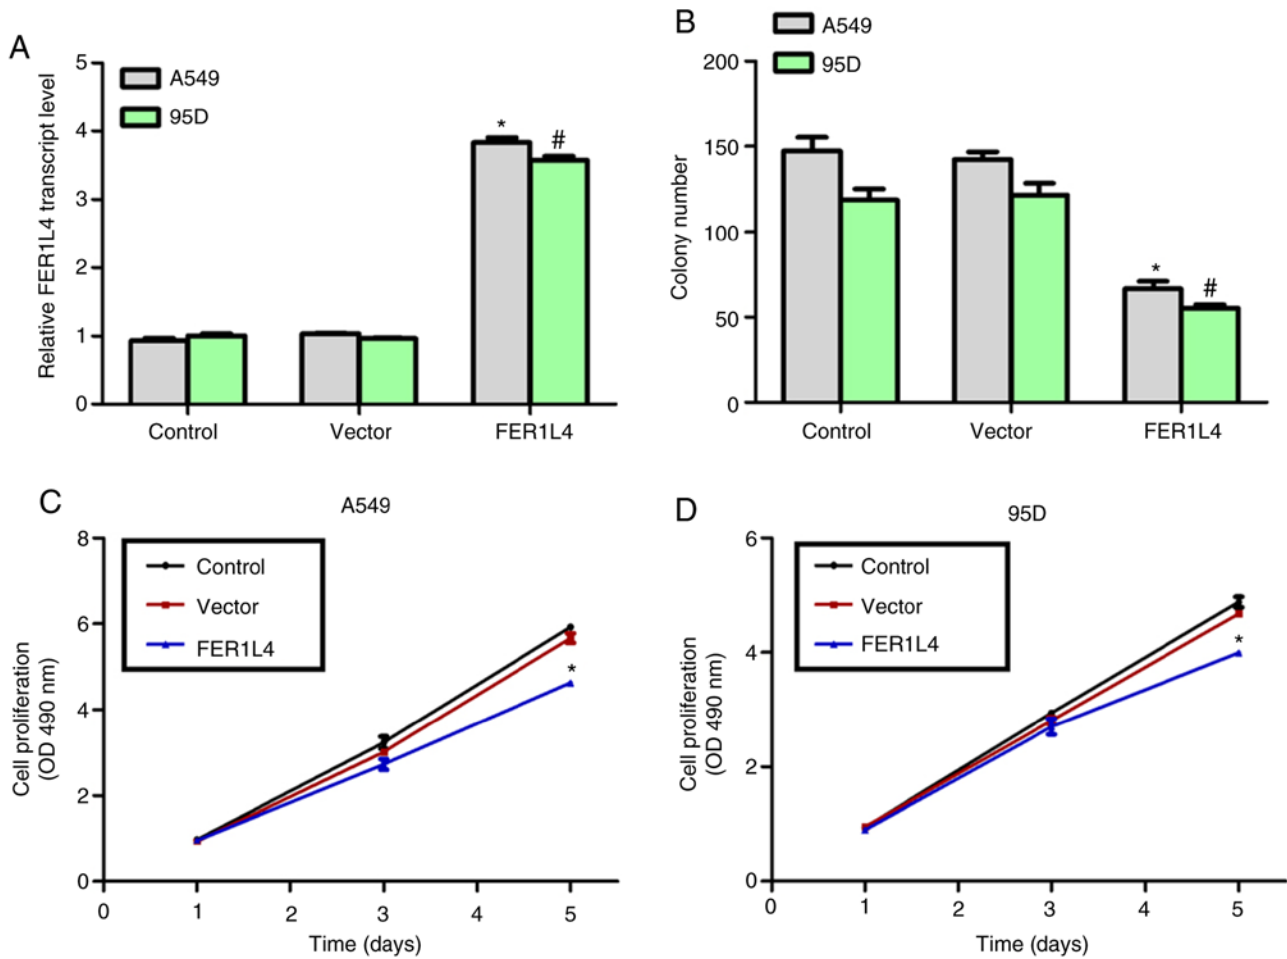 A
Relative FER1L4 transcript level
5
4
3
2
1
0
A549
95D
*
#
Control
Vector
FER1L4
B
Colony number
200
150
100
50
0
A549
95D
*
#
Control
Vector
FER1L4
C
A549
Cell proliferation
(OD 490 nm)
8
6
4
2
0
Control
Vector
FER1L4
*
0
1
2
3
4
5
Time (days)
D
95D
Cell proliferation
(OD 490 nm)
6
4
2
0
Control
Vector
FER1L4
*
0
1
2
3
4
5
Time (days)